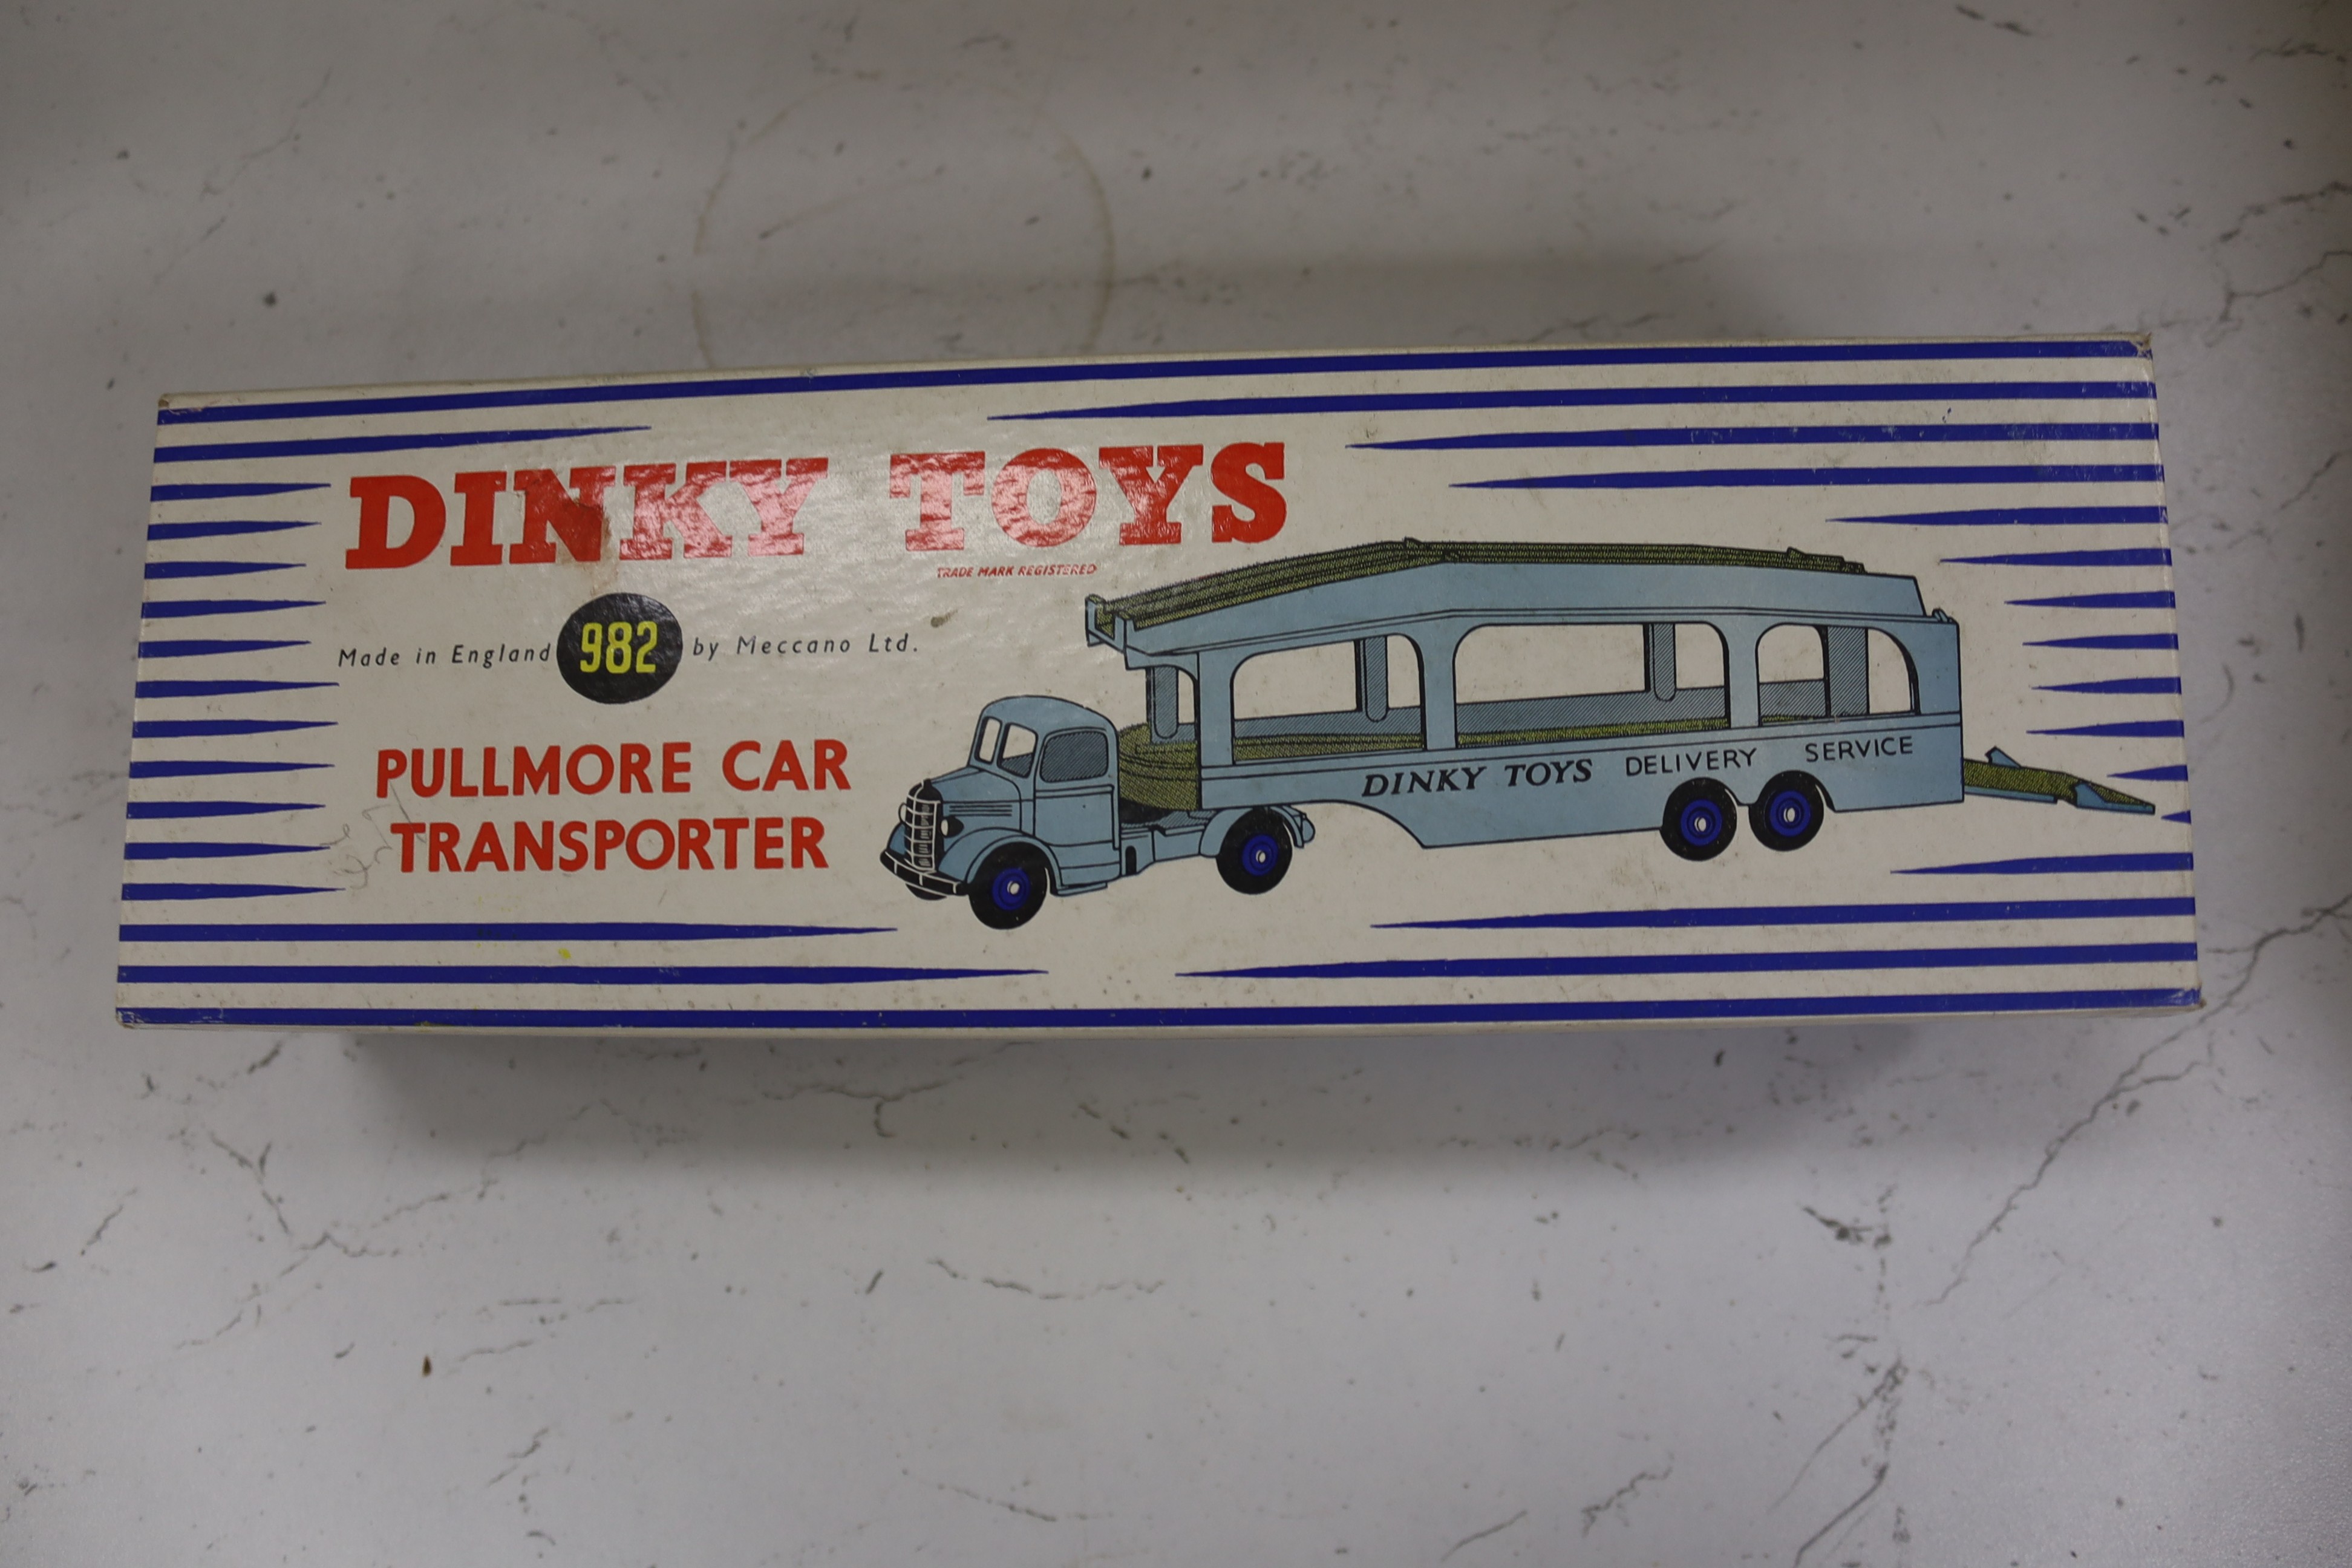 DINKY TOYS
TRADE MARK REGISTERED
Made in England 982 by Meccano Ltd.
PULLMORE CAR
TRANSPORTER
DINKY TOYS DELIVERY SERVICE